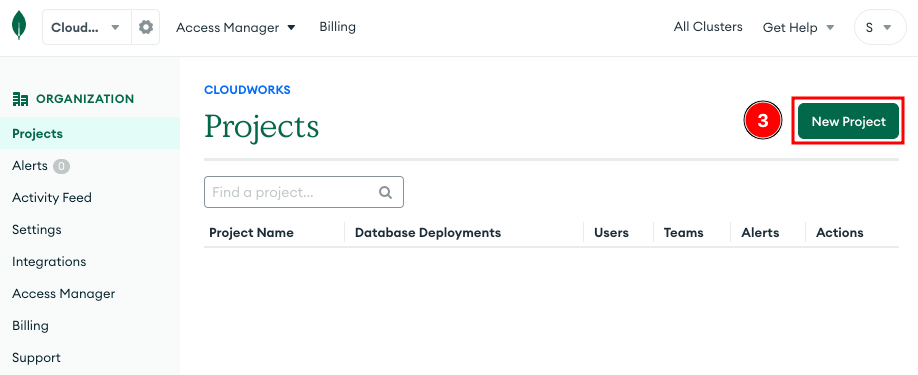 Cloud...
Access Manager
Billing
All Clusters
Get Help
S
ORGANIZATION
Projects
Alerts 0
Activity Feed
Settings
Integrations
Access Manager
Billing
Support
CLOUDWORKS
Projects
3
New Project
Find a project...
Project Name
Database Deployments
Users
Teams
Alerts
Actions